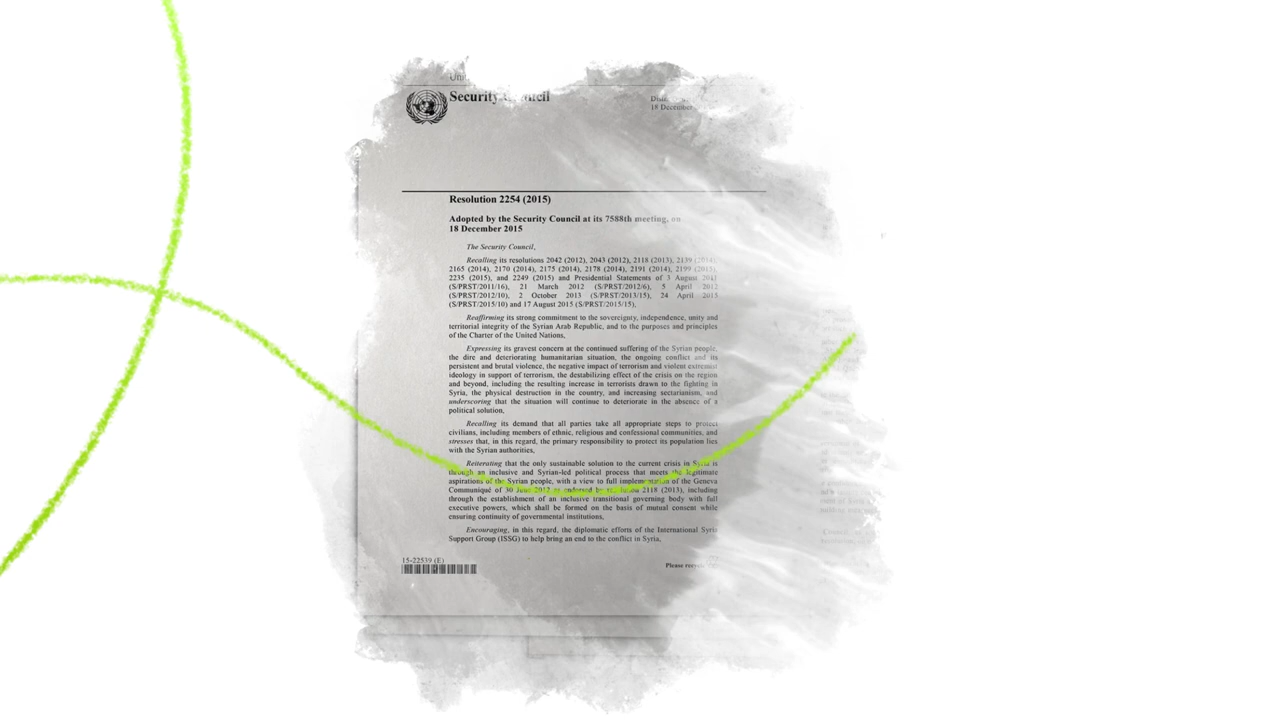 Security Council
18 December
Resolution 2254 (2015)
Adopted by the Security Council at its 7588th meeting, on
18 December 2015
The Security Council,
Recalling its resolutions 2042 (2012), 2043 (2012), 2118 (2013), 2139 (2014),
2165 (2014), 2170 (2014), 2175 (2014), 2178 (2014), 2191 (2014), 2199 (2015),
2235 (2015), and 2249 (2015) and Presidential Statements of 3 August 2011
(S/PRST/2011/16), 21 March 2012 (S/PRST/2012/6), 5 April 2012
(S/PRST/2012/10), 2 October 2013 (S/PRST/2013/15), 24 April 2015
(S/PRST/2015/10) and 17 August 2015 (S/PRST/2015/15),
Reaffirming its strong commitment to the sovereignty, independence, unity and
territorial integrity of the Syrian Arab Republic, and to the purposes and principles
of the Charter of the United Nations,
Expressing its gravest concern at the continued suffering of the Syrian people,
the dire and deteriorating humanitarian situation, the ongoing conflict and its
persistent and brutal violence, the negative impact of terrorism and violent extremist
ideology in support of terrorism, the destabilizing effect of the crisis on the region
and beyond, including the resulting increase in terrorists drawn to the fighting in
Syria, the physical destruction in the country, and increasing sectarianism, and
underscoring that the situation will continue to deteriorate in the absence of a
political solution,
Recalling its demand that all parties take all appropriate steps to protect
civilians, including members of ethnic, religious and confessional communities, and
stresses that, in this regard, the primary responsibility to protect its population lies
with the Syrian authorities,
Reiterating that the only sustainable solution to the current crisis in Syria is
through an inclusive and Syrian-led political process that meets the legitimate
aspirations of the Syrian people, with a view to full implementation of the Geneva
Communiqué of 30 June 2012 as endorsed by resolution 2118 (2013), including
through the establishment of an inclusive transitional governing body with full
executive powers, which shall be formed on the basis of mutual consent while
ensuring continuity of governmental institutions,
Encouraging, in this regard, the diplomatic efforts of the International Syria
Support Group (ISSG) to help bring an end to the conflict in Syria,
15-22539 (E)
Please